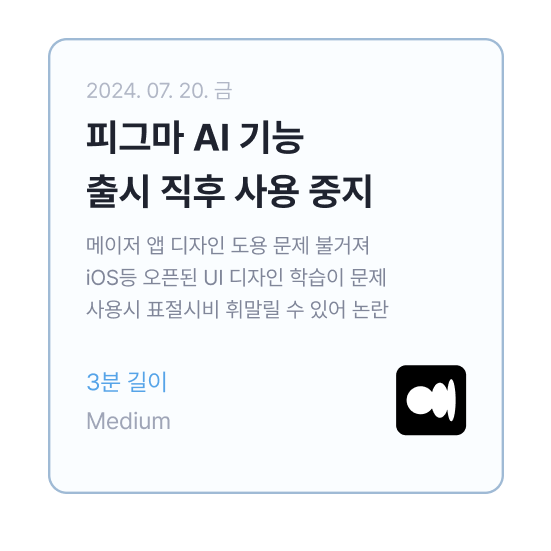 2024. 07. 20. 금
피그마 AI 기능
출시 직후 사용 중지
메이저 앱 디자인 도용 문제 불거져
iOS등 오픈된 UI 디자인 학습이 문제
사용시 표절시비 휘말릴 수 있어 논란
3분 길이
Medium